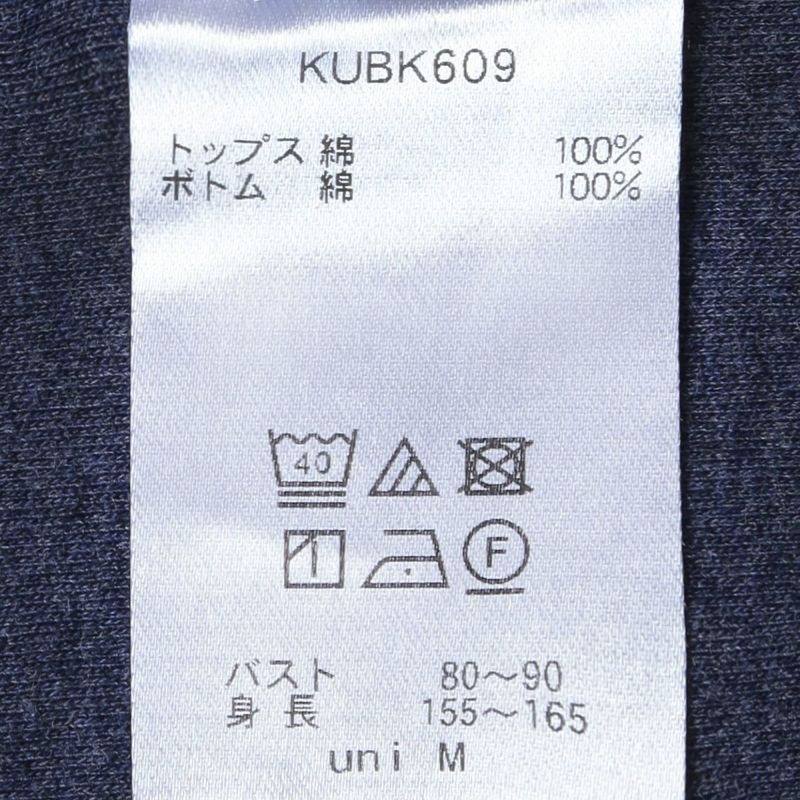 KUBK609
トップス 綿 100%
ボトム 綿 100%
40
F
バスト 80～90
身長 155～165
uni M